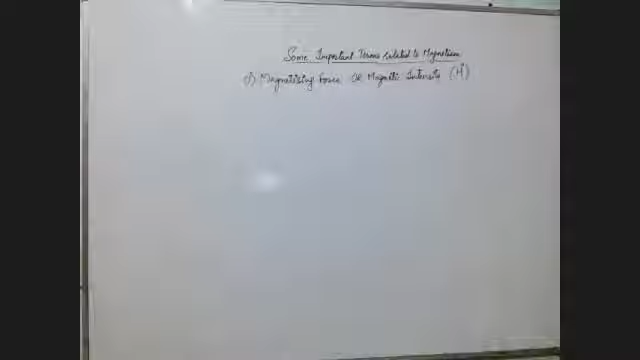 Some Important Terms related to Magnetism
1) Magnetising Force OR Magnetic Intensity (H⃗)